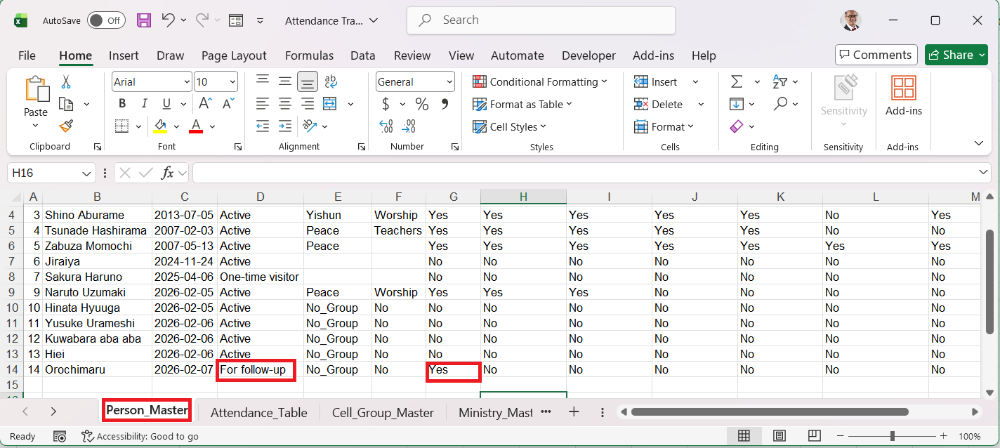 AutoSave Off Attendance Tra... Search
File Home Insert Draw Page Layout Formulas Data Review View Automate Developer Add-ins Help Comments Share
Paste Arial 10 ab General Conditional Formatting Insert Sensitivity Add-ins
B I U A A $ % Format as Table Delete
A .00 .00 Cell Styles Format
Clipboard Font Alignment Number Styles Cells Editing Sensitivity Add-ins
H16 fx
A B C D E F G H I J K L M
4 3 Shino Aburame 2013-07-05 Active Yishun Worship Yes Yes Yes Yes Yes No Yes
5 4 Tsunade Hashirama 2007-02-03 Active Peace Teachers Yes Yes Yes Yes Yes No No
6 5 Zabuza Momochi 2007-05-13 Active Peace Yes Yes Yes Yes Yes Yes Yes
7 6 Jiraiya 2024-11-24 Active No No No No No No No
8 7 Sakura Haruno 2025-04-06 One-time visitor No No No No No No No
9 9 Naruto Uzumaki 2026-02-05 Active Peace Worship Yes Yes Yes No No No No
10 10 Hinata Hyuuga 2026-02-05 Active No_Group No No No No No No No No
11 11 Yusuke Urameshi 2026-02-06 Active No_Group No No No No No No No No
12 12 Kuwabara aba aba 2026-02-06 Active No_Group No No No No No No No No
13 13 Hiei 2026-02-06 Active No_Group No No No No No No No No
14 14 Orochimaru 2026-02-07 For follow-up No_Group No Yes No No No No No No
15
Person_Master Attendance_Table Cell_Group_Master Ministry_Mast
Ready Accessibility: Good to go 100%